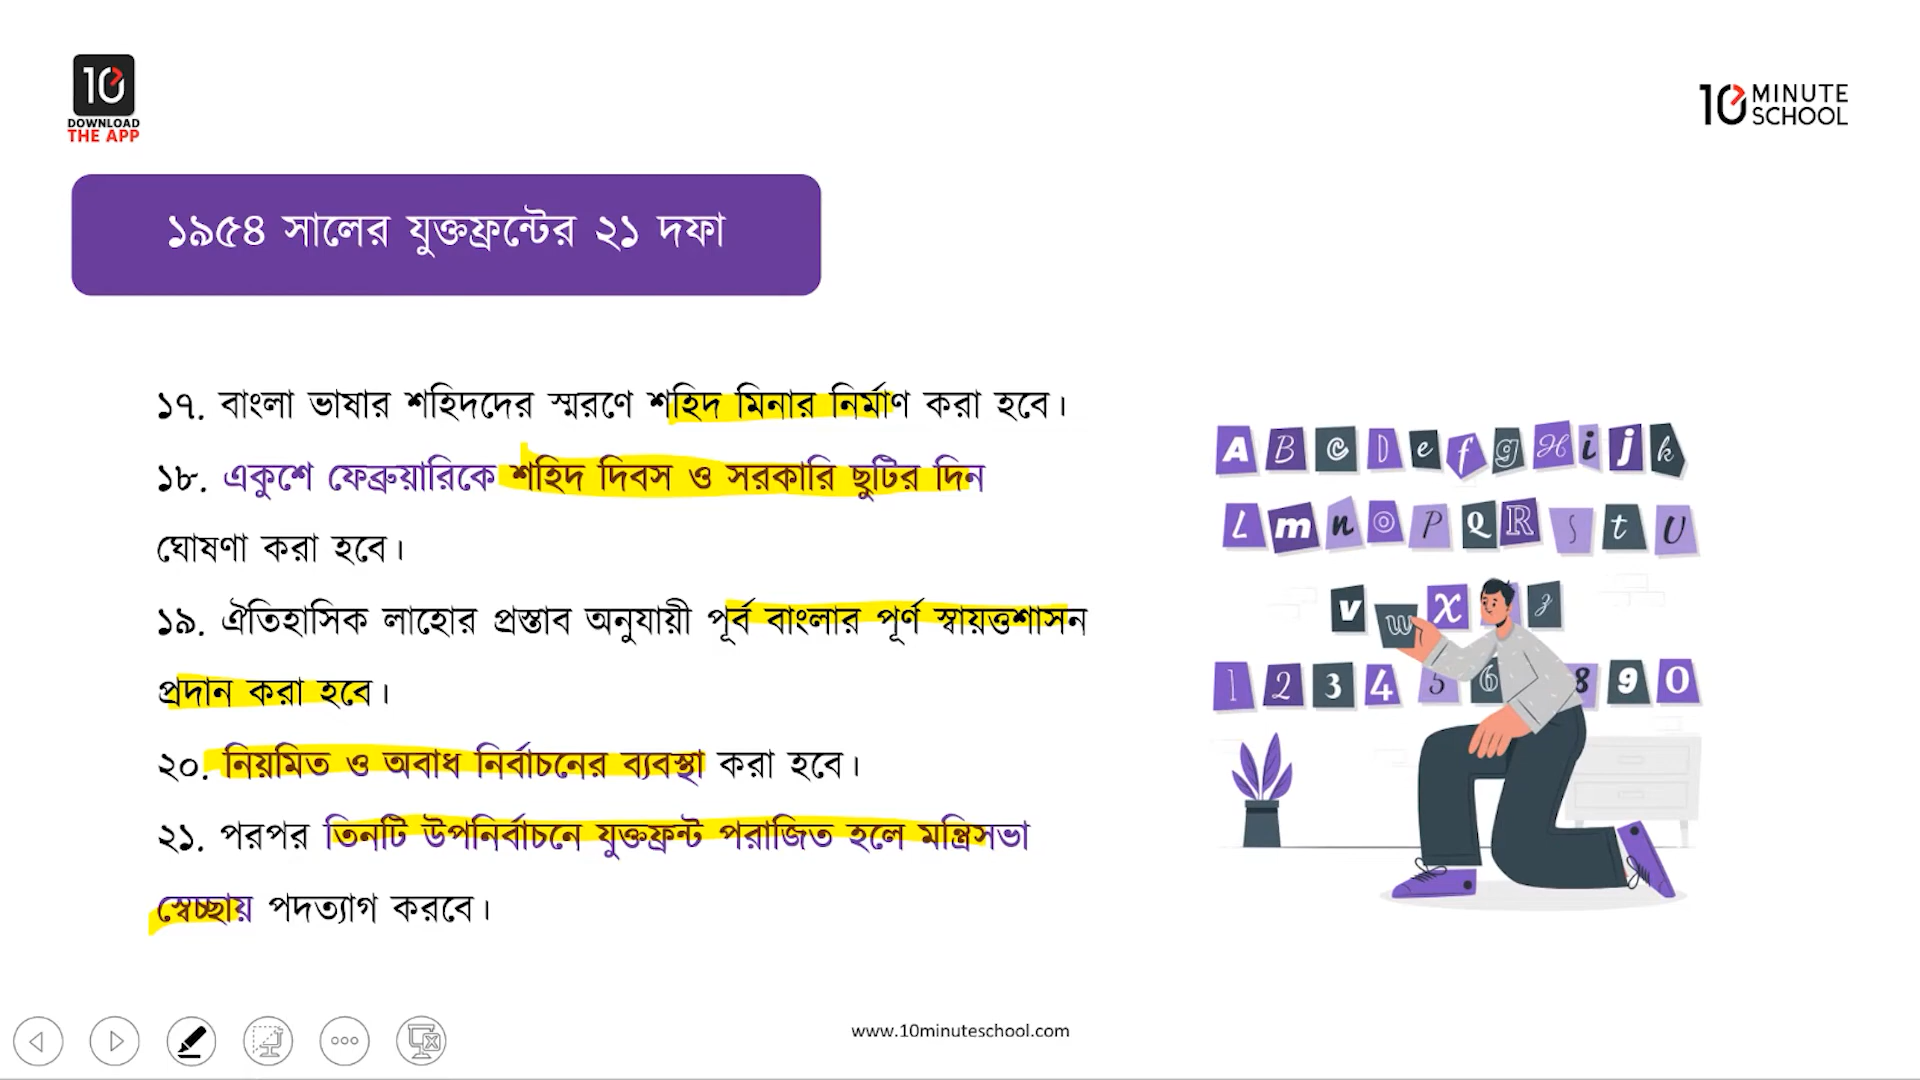 10
DOWNLOAD
THE APP
10 MINUTE
SCHOOL
১৯৫৪ সালের যুক্তফ্রন্টের ২১ দফা
১৭. বাংলা ভাষার শহিদদের স্মরণে শহিদ মিনার নির্মাণ করা হবে।
১৮. একুশে ফেব্রুয়ারিকে শহিদ দিবস ও সরকারি ছুটির দিন
ঘোষণা করা হবে।
১৯. ঐতিহাসিক লাহোর প্রস্তাব অনুযায়ী পূর্ব বাংলার পূর্ণ স্বায়ত্তশাসন
প্রদান করা হবে।
২০. নিয়মিত ও অবাধ নির্বাচনের ব্যবস্থা করা হবে।
২১. পরপর তিনটি উপনির্বাচনে যুক্তফ্রন্ট পরাজিত হলে মন্ত্রিসভা
স্বেচ্ছায় পদত্যাগ করবে।
A B C D e f g H i j k
L m n O P Q R S t U
v w x z
1 2 3 4 5 6 8 9 0
www.10minuteschool.com